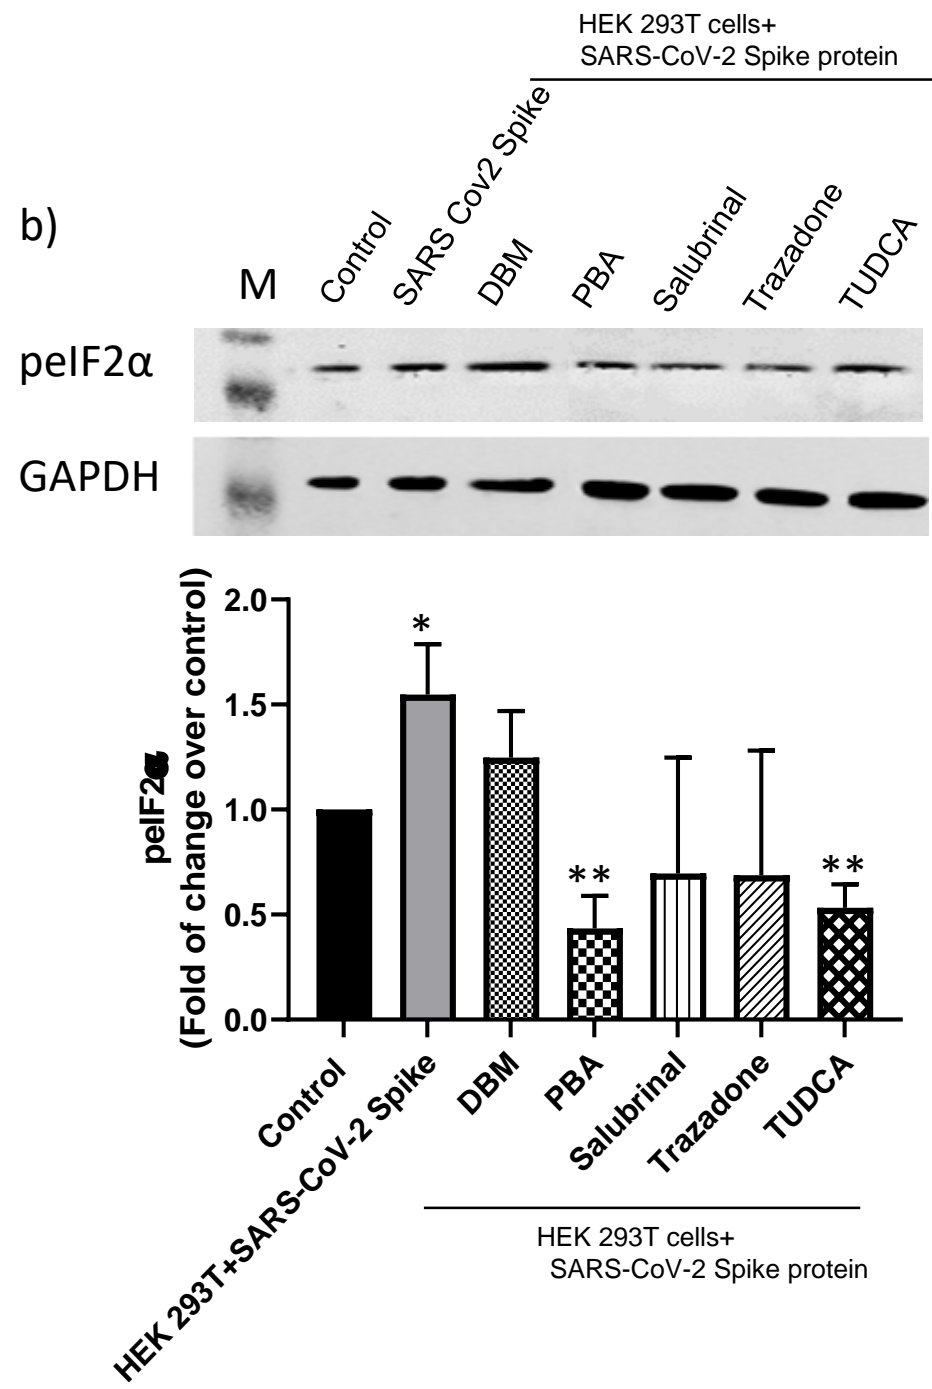 HEK 293T cells+
SARS-CoV-2 Spike protein
b)
M
Control
SARS Cov2 Spike
DBM
PBA
Salubrinal
Trazadone
TUDCA
peIF2α
GAPDH
peIF2α
(Fold of change over control)
2.0
1.5
1.0
0.5
0.0
*
**
**
Control
HEK 293T+SARS-CoV-2 Spike
DBM
PBA
Salubrinal
Trazadone
TUDCA
HEK 293T cells+
SARS-CoV-2 Spike protein